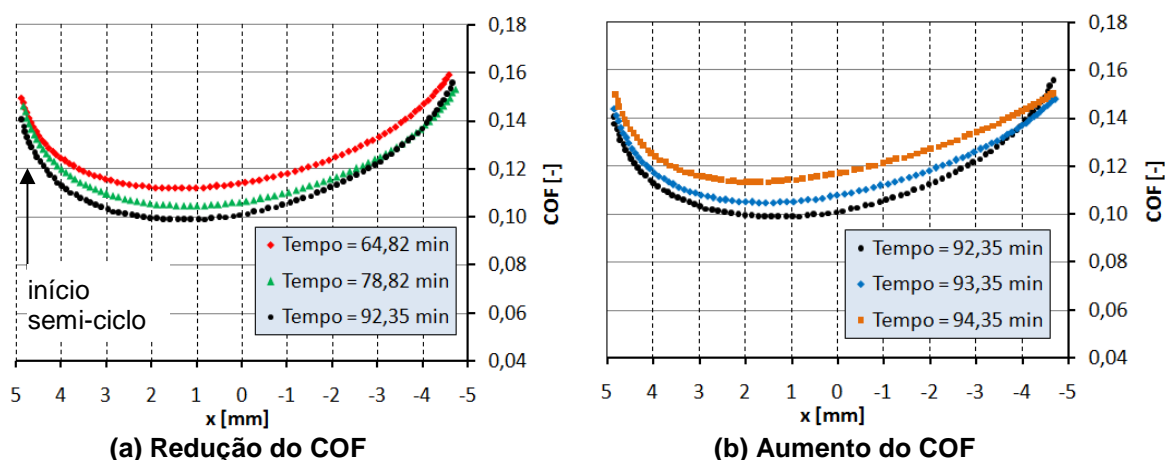 0,18
0,16
0,14
0,12
0,10
0,08
0,06
0,04
COF [-]
Tempo = 64,82 min
Tempo = 78,82 min
Tempo = 92,35 min
início
semi-ciclo
5 4 3 2 1 0 -1 -2 -3 -4 -5
x [mm]
(a) Redução do COF
0,18
0,16
0,14
0,12
0,10
0,08
0,06
0,04
COF [-]
Tempo = 92,35 min
Tempo = 93,35 min
Tempo = 94,35 min
5 4 3 2 1 0 -1 -2 -3 -4 -5
x [mm]
(b) Aumento do COF